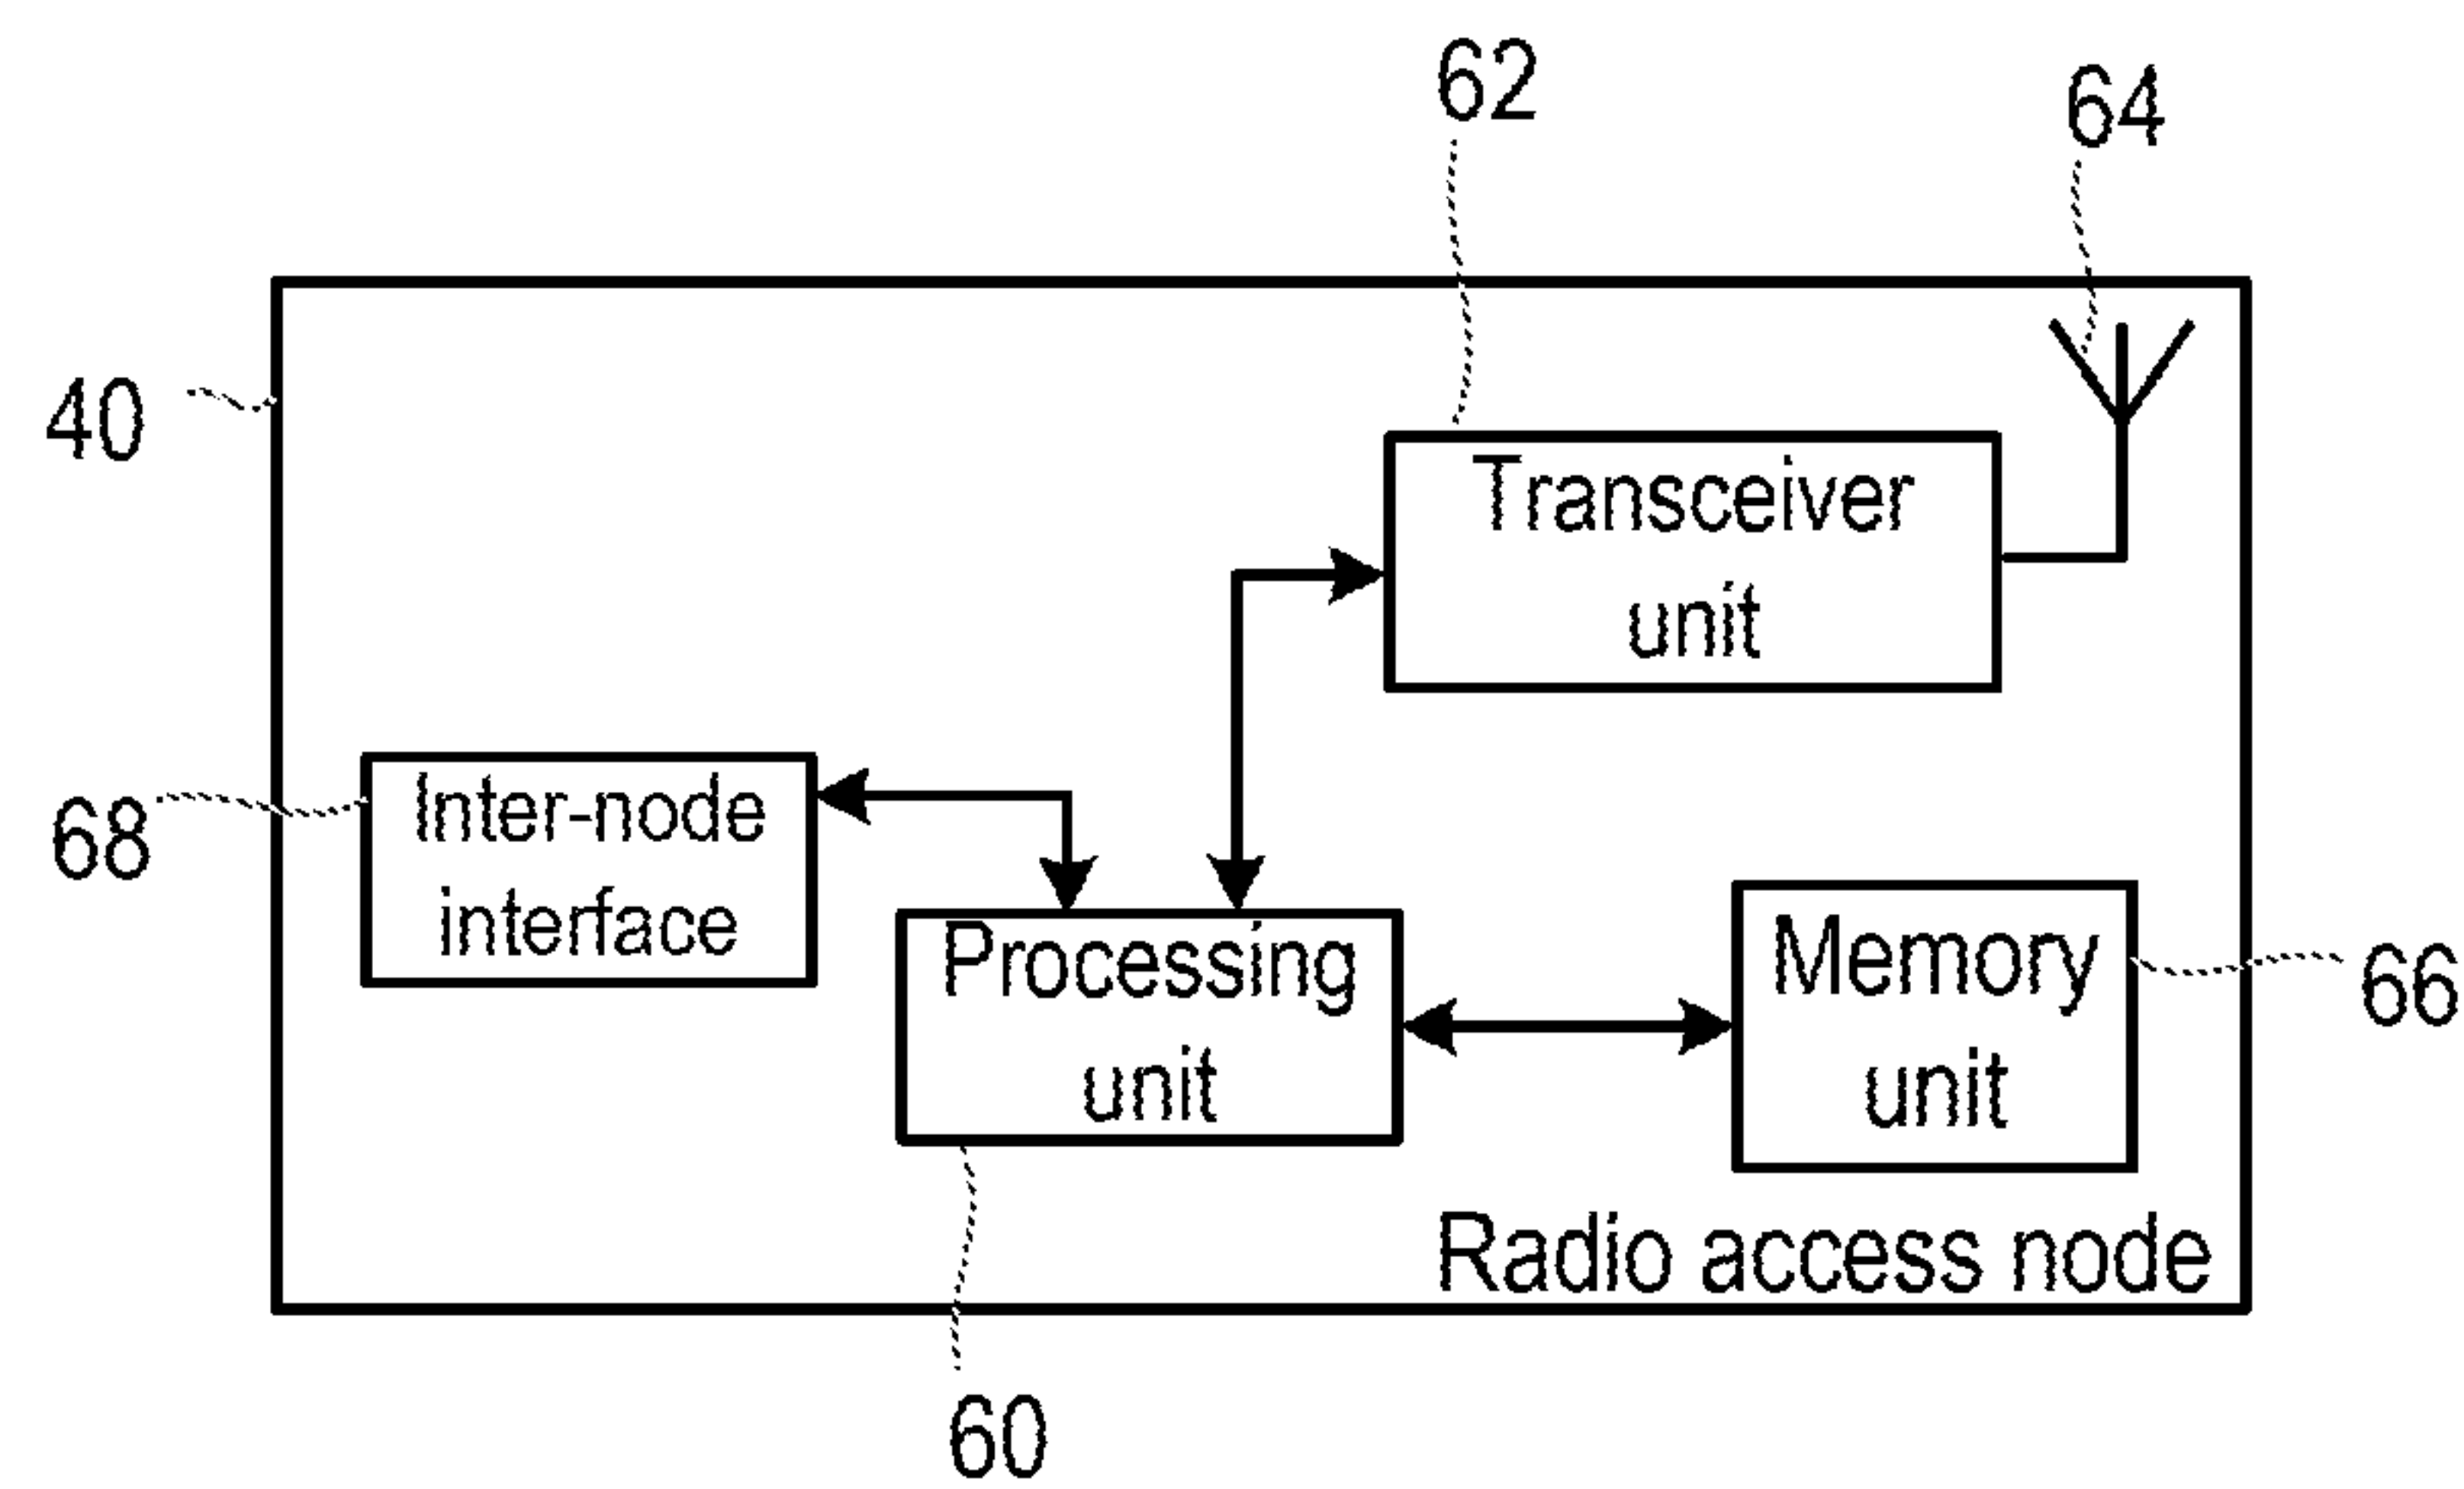 62
64
40
Transceiver
unit
68
Inter-node
interface
Processing
unit
Memory
unit
66
Radio access node
60